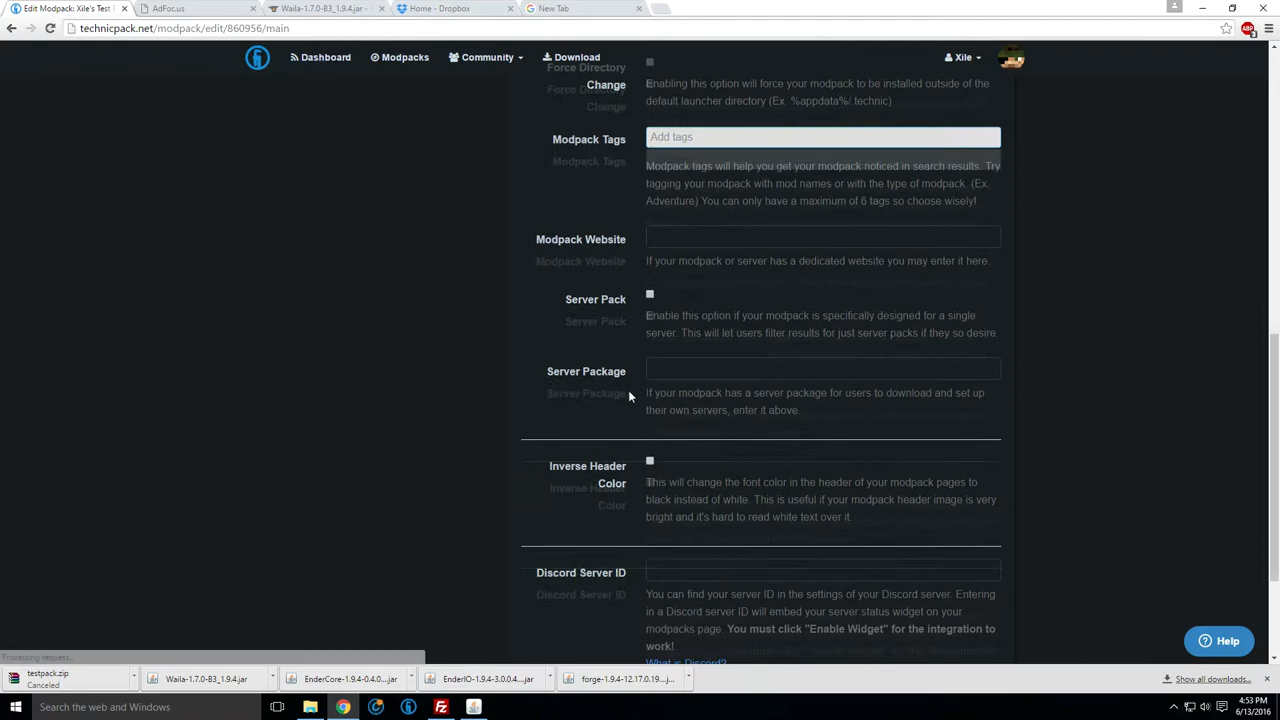 Edit Modpack: Xile's Test
AdFoc.us
Waila-1.7.0-B3_1.9.4.jar
Home - Dropbox
New Tab
technicpack.net/modpack/edit/860956/main
Dashboard
Modpacks
Community
Download
Xile
Force Directory
Change
Enabling this option will force your modpack to be installed outside of the
default launcher directory (Ex. %appdata%/.technic)
Modpack Tags
Add tags
Modpack tags will help you get your modpack noticed in search results. Try
tagging your modpack with mod names or with the type of modpack. (Ex.
Adventure) You can only have a maximum of 6 tags so choose wisely!
Modpack Website
If your modpack or server has a dedicated website you may enter it here.
Server Pack
Enable this option if your modpack is specifically designed for a single
server. This will let users filter results for just server packs if they so desire.
Server Package
If your modpack has a server package for users to download and set up
their own servers, enter it above.
Inverse Header
Color
This will change the font color in the header of your modpack pages to
black instead of white. This is useful if your modpack header image is very
bright and it's hard to read white text over it.
Discord Server ID
You can find your server ID in the settings of your Discord server. Entering
in a Discord server ID will embed your server status widget on your
modpacks page. You must click "Enable Widget" for the integration to
work!
What is Discord?
Help
Processing request...
testpack.zip
Canceled
Waila-1.7.0-B3_1.9.4.jar
EnderCore-1.9.4-0.4.0....jar
EnderIO-1.9.4-3.0.0.4....jar
forge-1.9.4-12.17.0.19....jar
Show all downloads...
Search the web and Windows
4:53 PM
6/13/2016